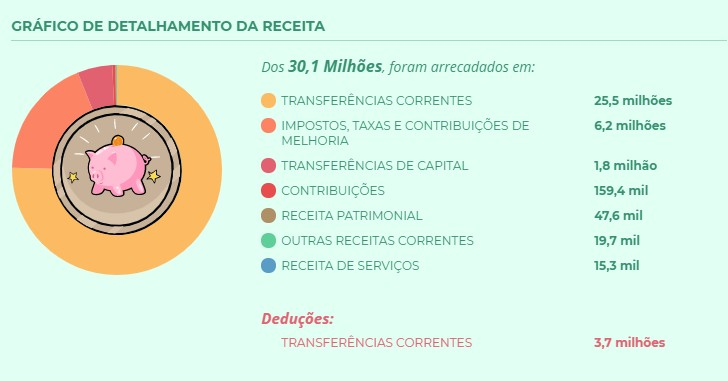 GRÁFICO DE DETALHAMENTO DA RECEITA
Dos 30,1 Milhões, foram arrecadados em:
TRANSFERÊNCIAS CORRENTES 25,5 milhões
IMPOSTOS, TAXAS E CONTRIBUIÇÕES DE 6,2 milhões
MELHORIA
TRANSFERÊNCIAS DE CAPITAL 1,8 milhão
CONTRIBUIÇÕES 159,4 mil
RECEITA PATRIMONIAL 47,6 mil
OUTRAS RECEITAS CORRENTES 19,7 mil
RECEITA DE SERVIÇOS 15,3 mil
Deduções:
TRANSFERÊNCIAS CORRENTES 3,7 milhões